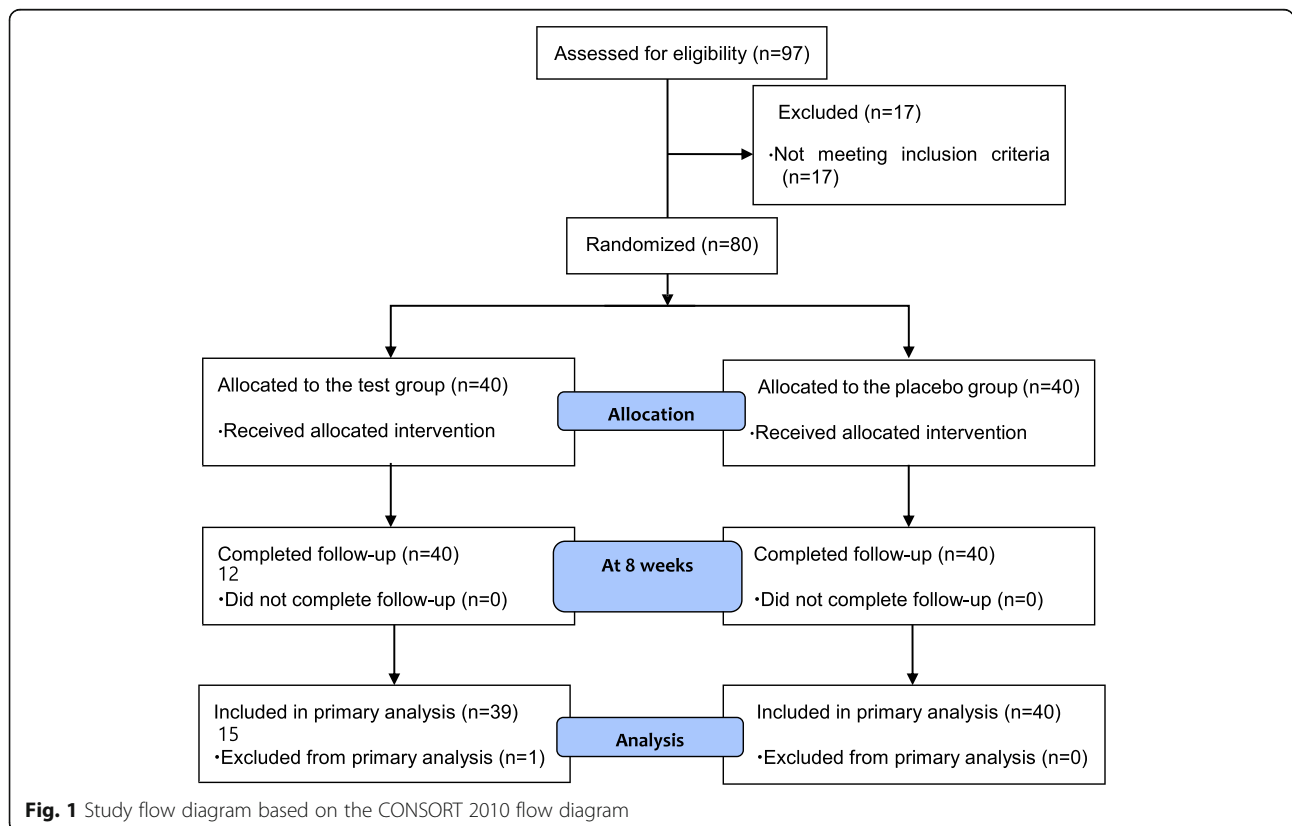 Assessed for eligibility (n=97)
Excluded (n=17)
·Not meeting inclusion criteria
(n=17)
Randomized (n=80)
Allocated to the test group (n=40)
·Received allocated intervention
Allocation
Allocated to the placebo group (n=40)
·Received allocated intervention
Completed follow-up (n=40)
12
·Did not complete follow-up (n=0)
At 8 weeks
Completed follow-up (n=40)
·Did not complete follow-up (n=0)
Included in primary analysis (n=39)
15
·Excluded from primary analysis (n=1)
Analysis
Included in primary analysis (n=40)
·Excluded from primary analysis (n=0)
Fig. 1 Study flow diagram based on the CONSORT 2010 flow diagram